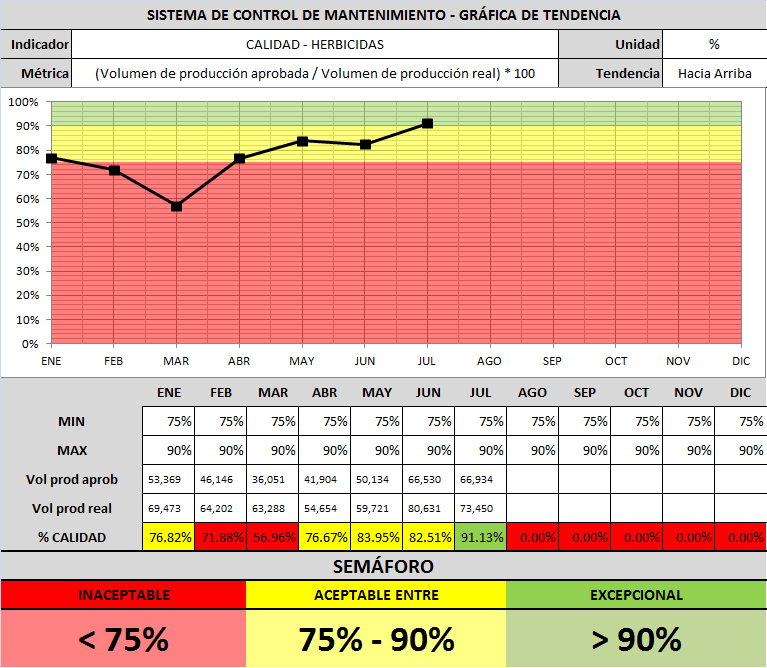 SISTEMA DE CONTROL DE MANTENIMIENTO - GRÁFICA DE TENDENCIA
Indicador CALIDAD - HERBICIDAS Unidad %
Métrica (Volumen de producción aprobada / Volumen de producción real) * 100 Tendencia Hacia Arriba
100%
90%
80%
70%
60%
50%
40%
30%
20%
10%
0%
ENE FEB MAR ABR MAY JUN JUL AGO SEP OCT NOV DIC
ENE FEB MAR ABR MAY JUN JUL AGO SEP OCT NOV DIC
MIN 75% 75% 75% 75% 75% 75% 75% 75% 75% 75% 75% 75%
MAX 90% 90% 90% 90% 90% 90% 90% 90% 90% 90% 90% 90%
Vol prod aprob 53,369 46,146 36,051 41,904 50,134 66,530 66,934
Vol prod real 69,473 64,202 63,288 54,654 59,721 80,631 73,450
% CALIDAD 76.82% 71.88% 56.96% 76.67% 83.95% 82.51% 91.13% 0.00% 0.00% 0.00% 0.00% 0.00%
SEMÁFORO
INACEPTABLE ACEPTABLE ENTRE EXCEPCIONAL
< 75% 75% - 90% > 90%